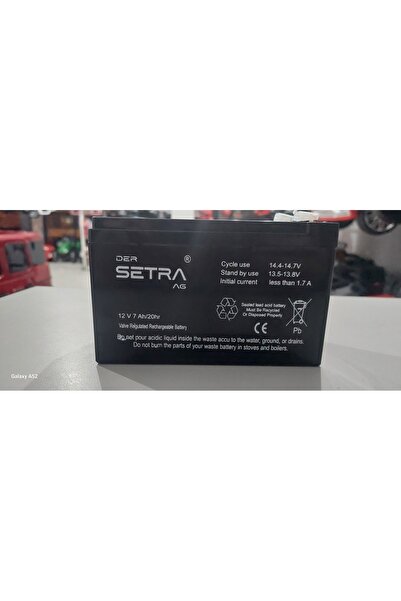 DER
SETRA ®
AG
12 V 7 Ah/20hr
Valve Regulated Rechargeable Battery
Cycle use 14.4-14.7V
Stand by use 13.5-13.8V
Initial current less than 1.7 A
Sealed lead acid battery
Must Be Recycled
Or Disposed Properly
CE
Pb
Do not pour acidic liquid inside the waste accu to the water, ground, or drains.
Do not burn the parts of your waste battery in stoves and boilers.
Galaxy A52